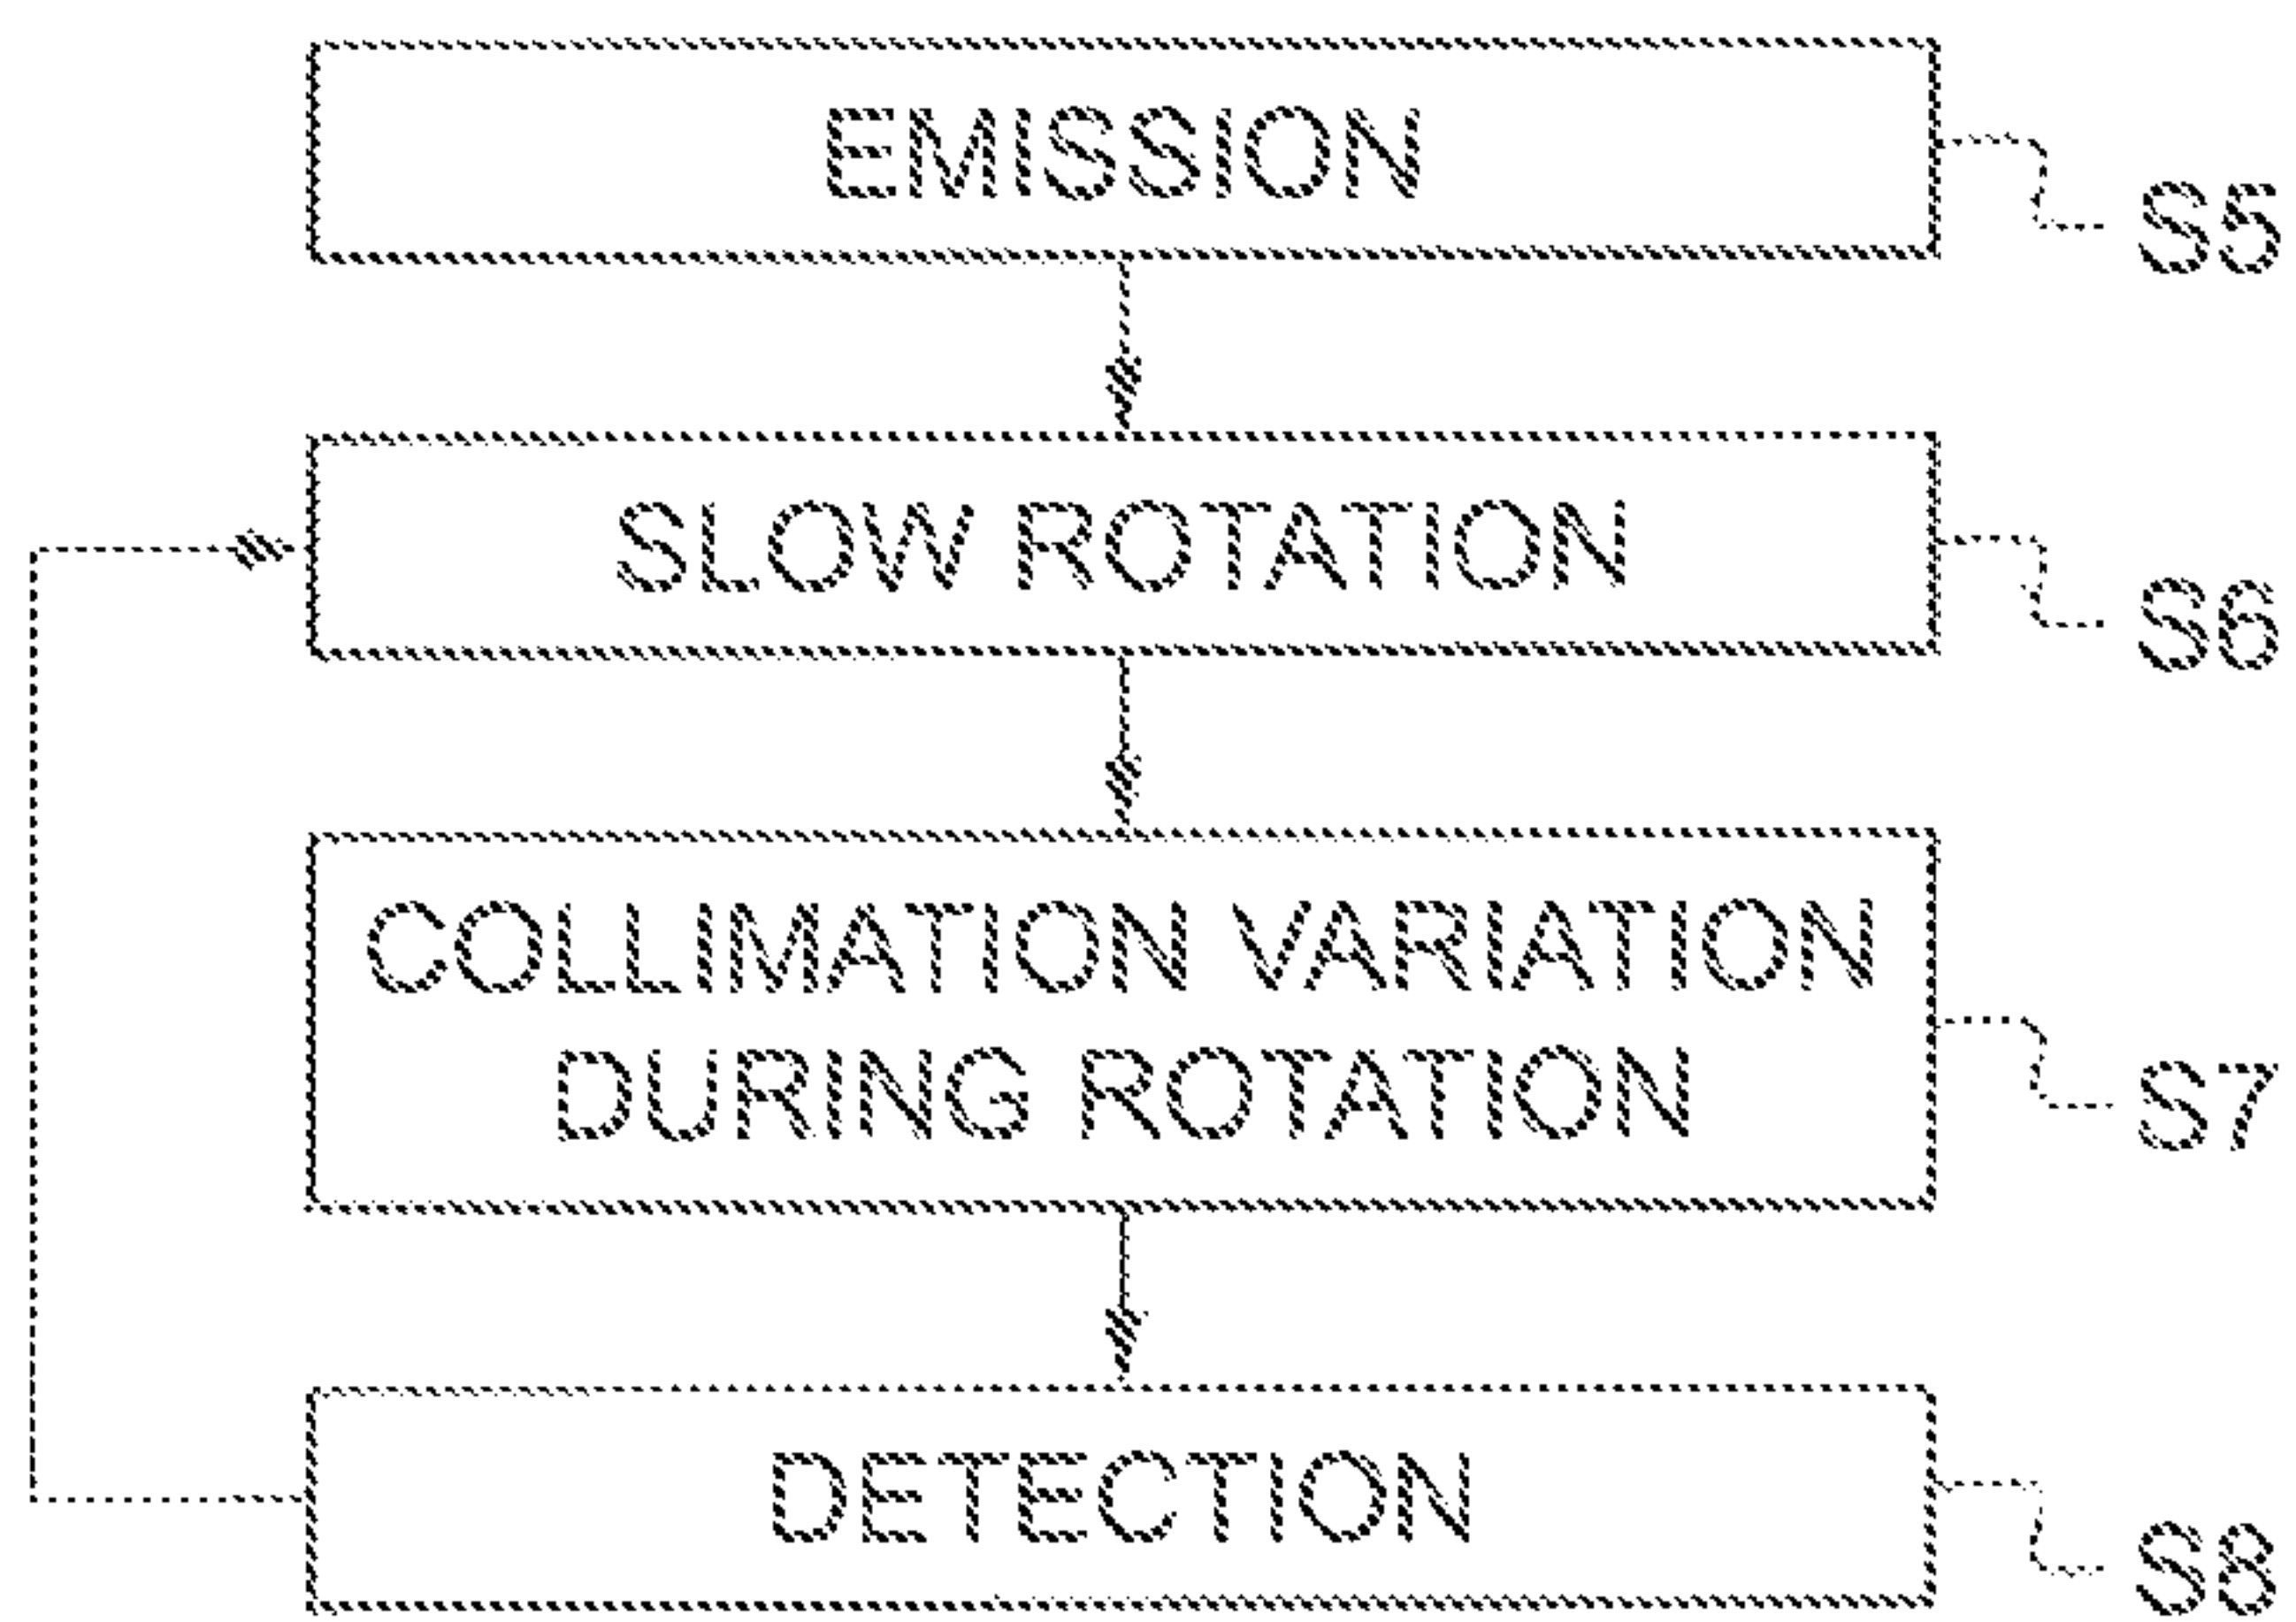 EMISSION
S5
SLOW ROTATION
S6
COLLIMATION VARIATION
DURING ROTATION
S7
DETECTION
S8